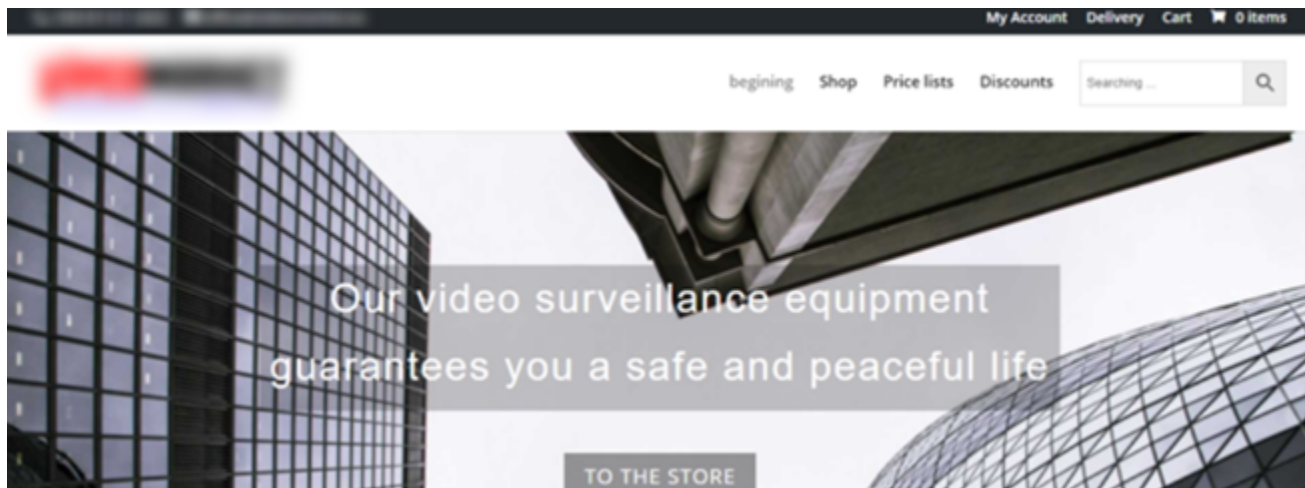 My Account Delivery Cart 0 items
begining Shop Price lists Discounts Searching ...
Our video surveillance equipment
guarantees you a safe and peaceful life
TO THE STORE